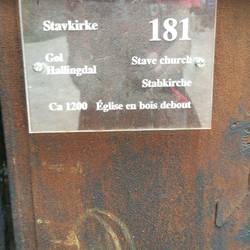 Stavkirke 181
Gol Stave church
Hallingdal
Stabkirche
Ca 1200 Église en bois debout